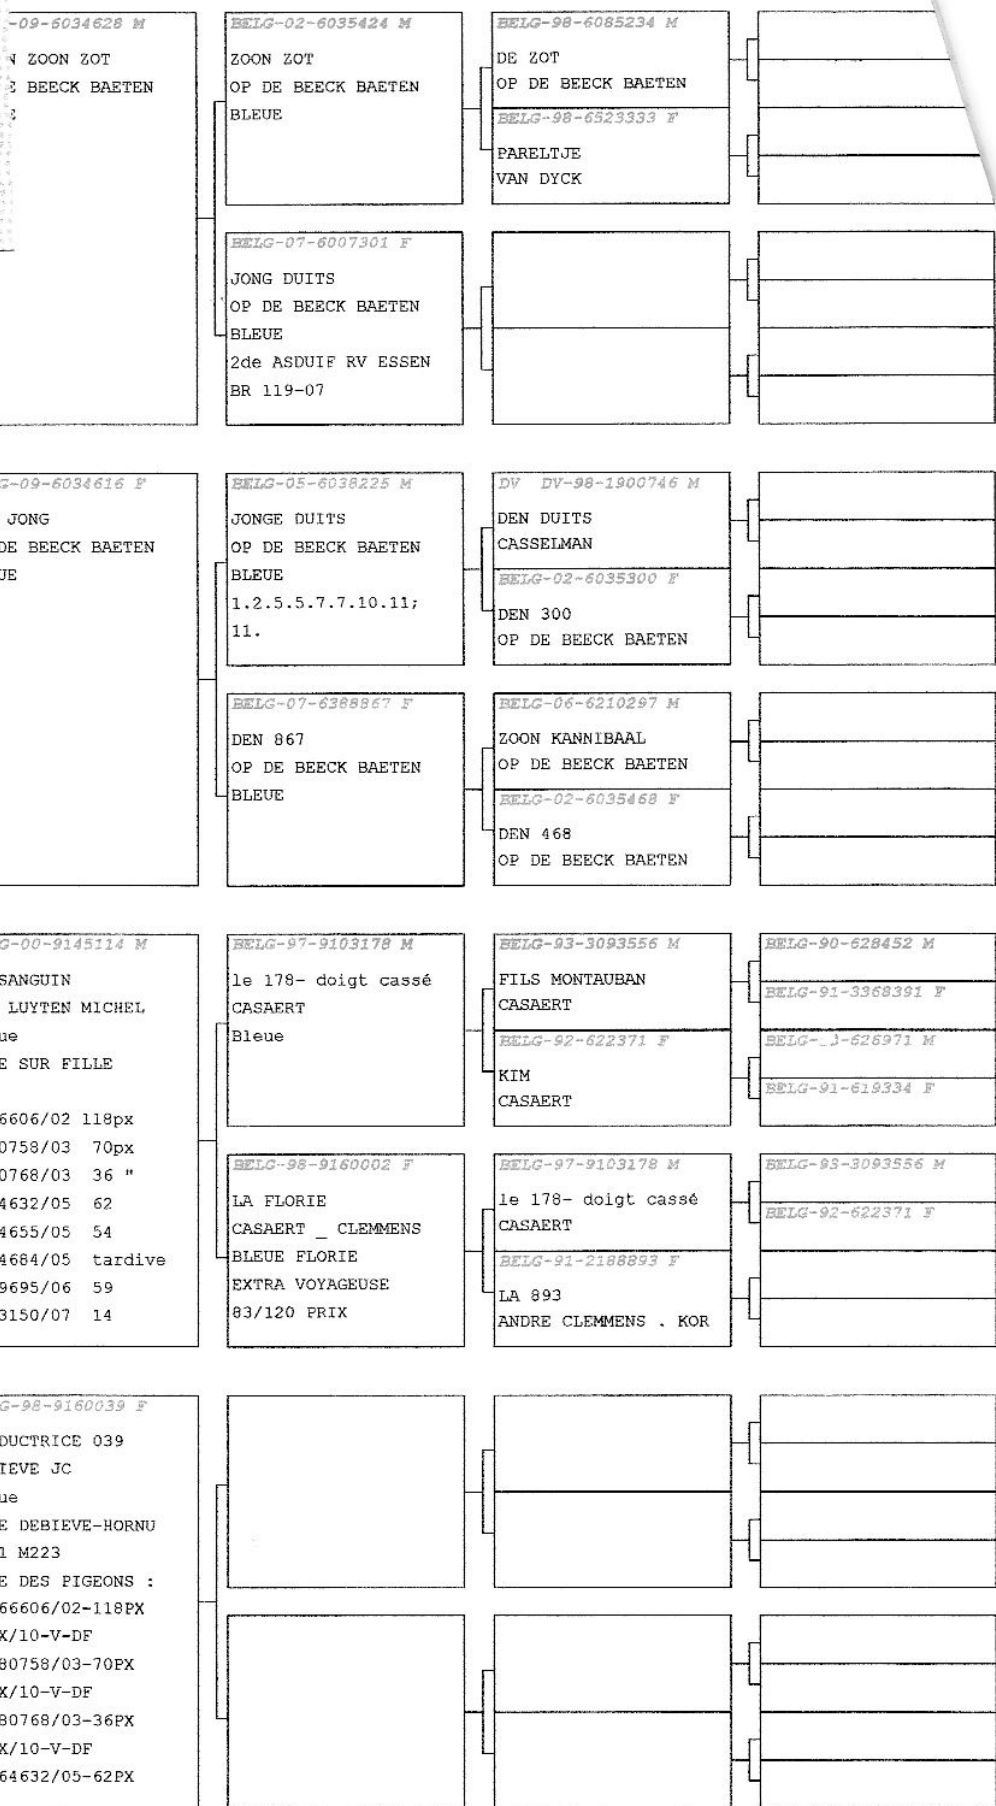 -09-6034628 M
ZOON ZOT
BEECK BAETEN
BELG-02-6035424 M
ZOON ZOT
OP DE BEECK BAETEN
BLEUE
BELG-98-6085234 M
DE ZOT
OP DE BEECK BAETEN
BELG-98-6523333 F
PARELTJE
VAN DYCK
BELG-07-6007301 F
JONG DUITS
OP DE BEECK BAETEN
BLEUE
2de ASDUIF RV ESSEN
BR 119-07
G-09-6034616 F
JONG
DE BEECK BAETEN
UE
BELG-05-6038225 M
JONGE DUITS
OP DE BEECK BAETEN
BLEUE
1.2.5.5.7.7.10.11;
11.
DV DV-98-1900746 M
DEN DUITS
CASSELMAN
BELG-02-6035300 F
DEN 300
OP DE BEECK BAETEN
BELG-07-6388867 F
DEN 867
OP DE BEECK BAETEN
BLEUE
BELG-06-6210297 M
ZOON KANNIBAAL
OP DE BEECK BAETEN
BELG-02-6035468 F
DEN 468
OP DE BEECK BAETEN
G-00-9145114 M
SANGUIN
LUYTEN MICHEL
ue
E SUR FILLE
6606/02 118px
0758/03 70px
0768/03 36 "
4632/05 62
4655/05 54
4684/05 tardive
9695/06 59
3150/07 14
BELG-97-9103178 M
le 178- doigt cassé
CASAERT
Bleue
BELG-93-3093556 M
FILS MONTAUBAN
CASAERT
BELG-92-622371 F
KIM
CASAERT
BELG-90-628452 M
BELG-91-3368391 F
-626971 M
BELG-91-619334 F
BELG-98-9160002 F
LA FLORIE
CASAERT _ CLEMMENS
BLEUE FLORIE
EXTRA VOYAGEUSE
83/120 PRIX
BELG-97-9103178 M
le 178- doigt cassé
CASAERT
BELG-91-2188893 F
LA 893
ANDRE CLEMMENS . KOR
BELG-93-3093556 M
BELG-92-622371 F
G-98-9160039 F
DUCTRICE 039
IEVE JC
ue
E DEBIEVE-HORNU
1 M223
E DES PIGEONS :
66606/02-118PX
X/10-V-DF
80758/03-70PX
X/10-V-DF
80768/03-36PX
X/10-V-DF
64632/05-62PX